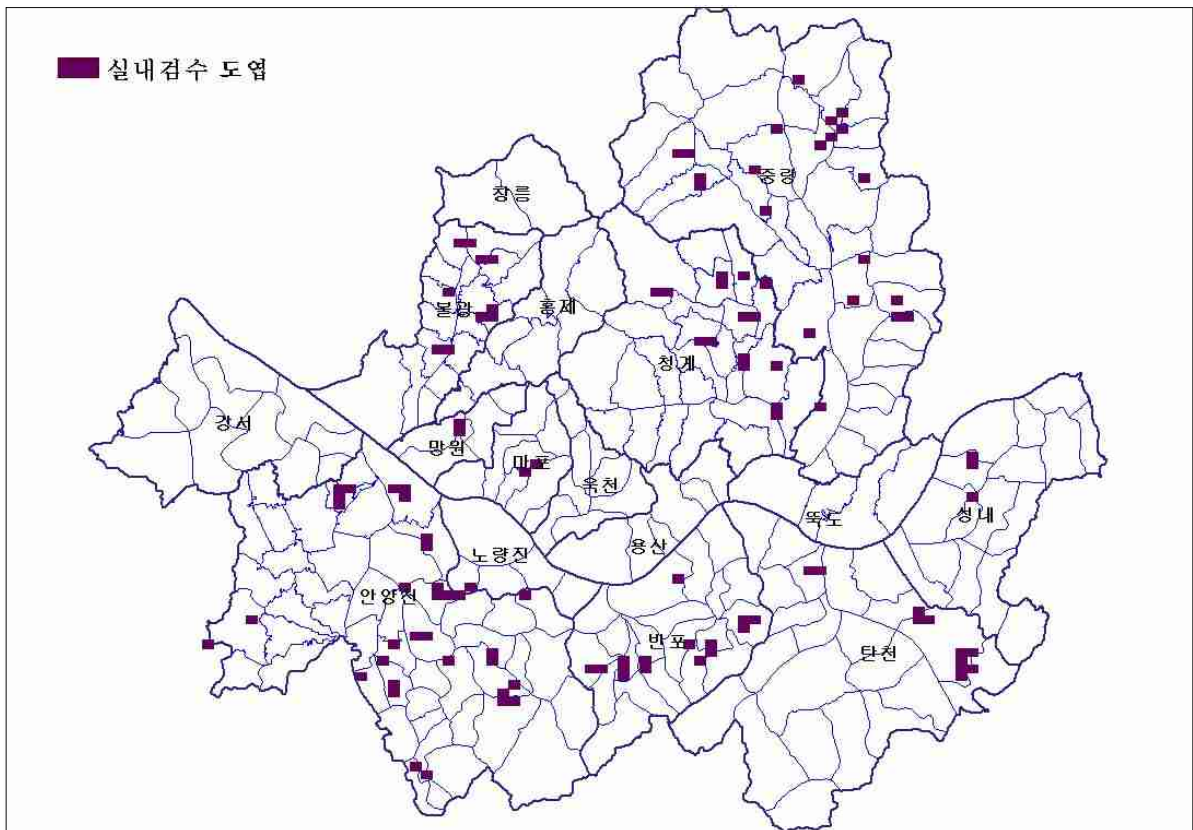 실내검수 도엽
중랑
창릉
불광
홍제
청계
강서
망원
마포
욱천
뚝도
성내
노량진
용산
안양천
반포
탄천